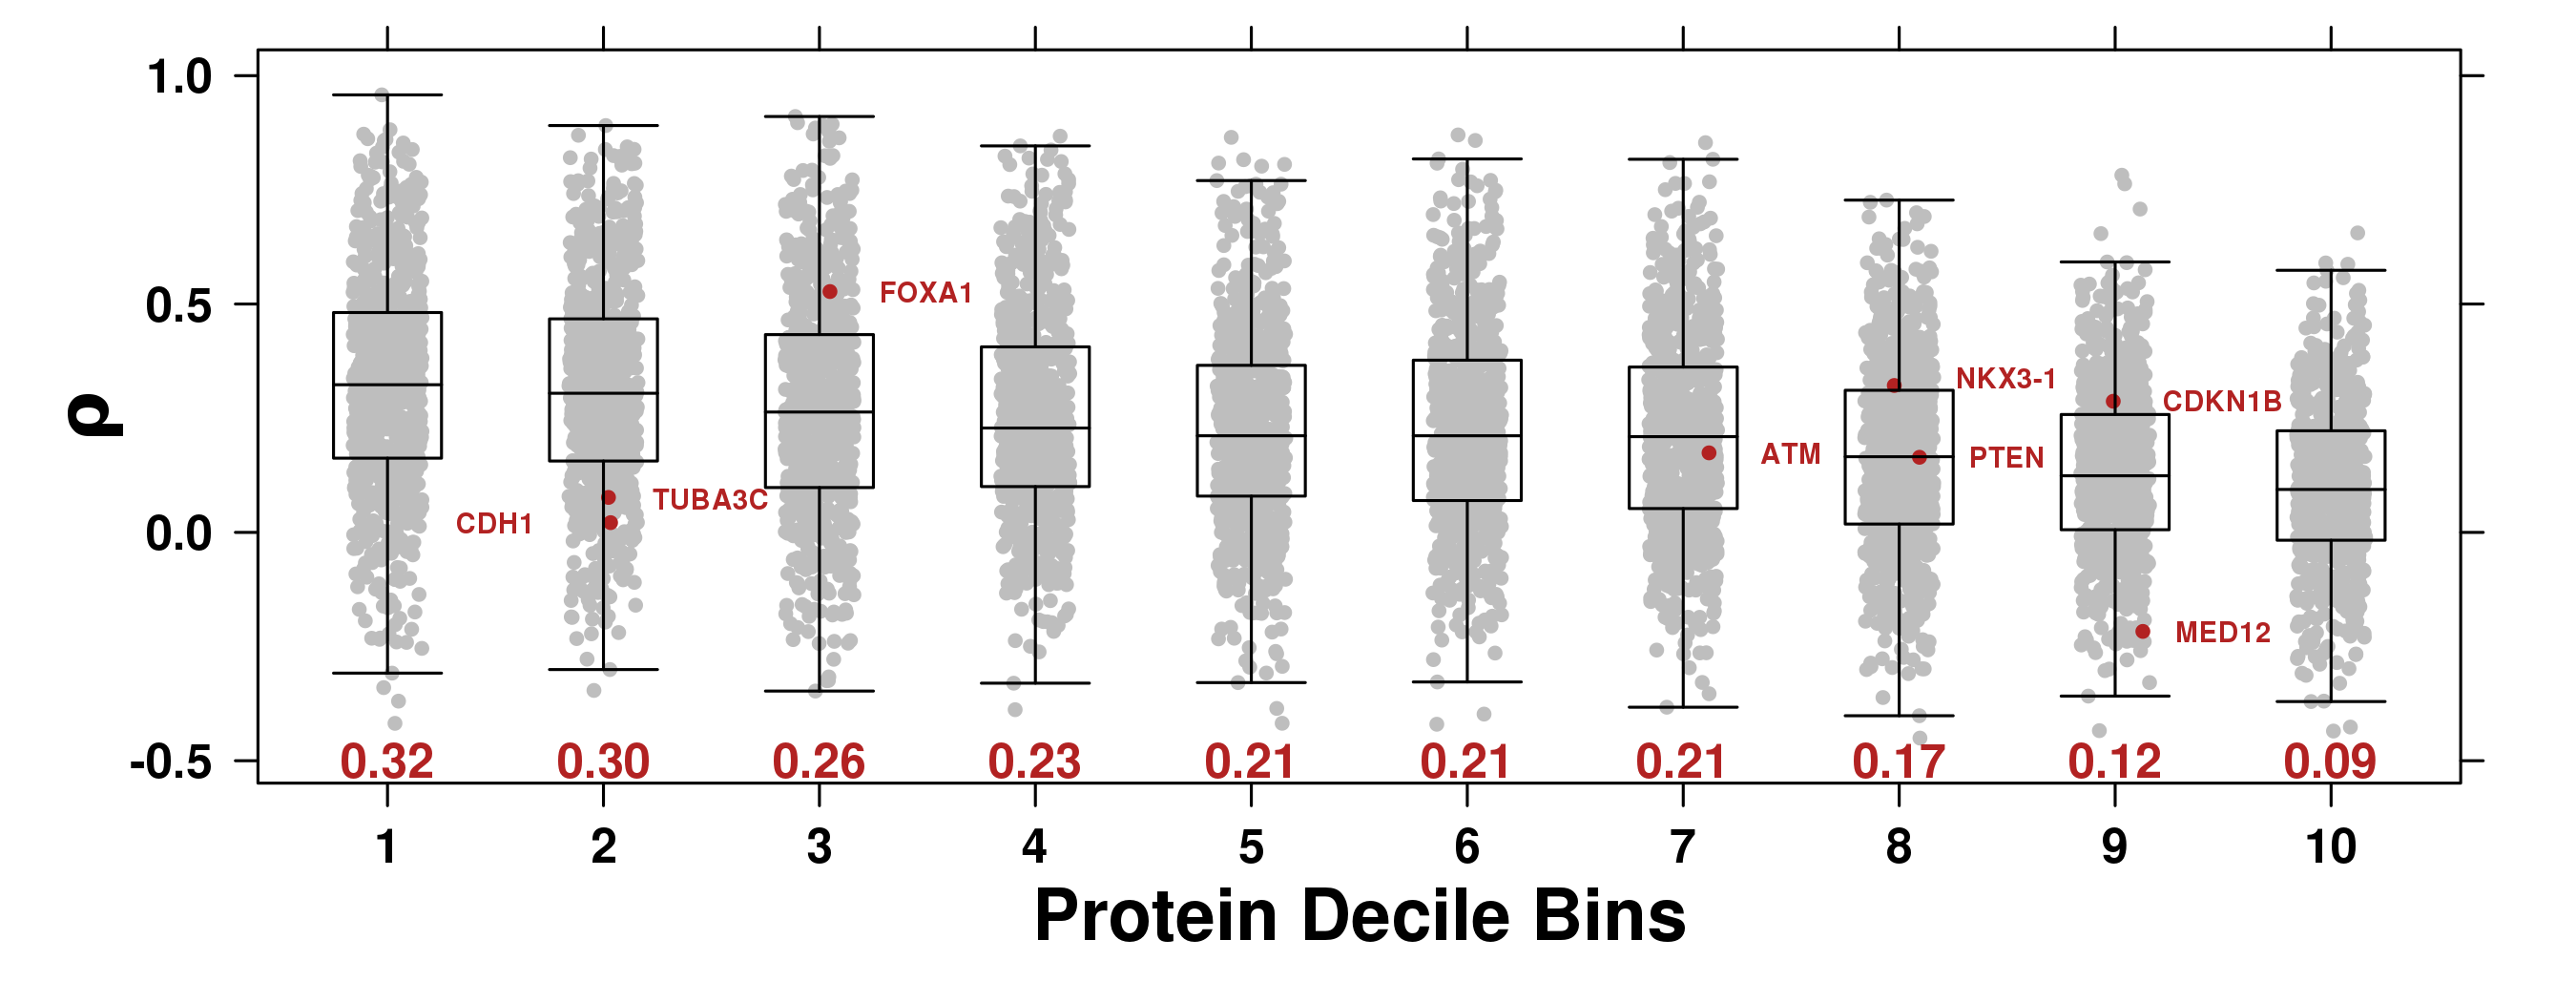 1.0
0.5
0.0
-0.5
ρ
FOXA1
NKX3-1
CDKN1B
ATM
PTEN
TUBA3C
CDH1
MED12
0.32 0.30 0.26 0.23 0.21 0.21 0.21 0.17 0.12 0.09
1 2 3 4 5 6 7 8 9 10
Protein Decile Bins